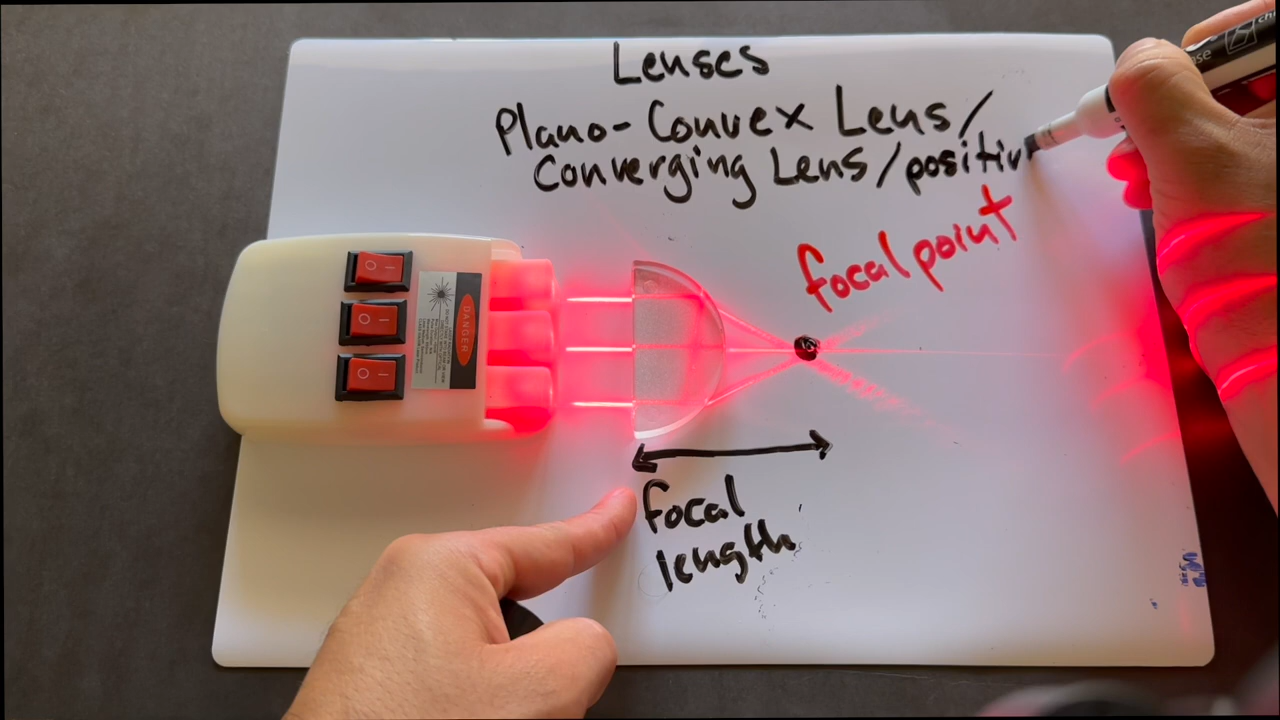 Lenses
Plano-Convex Lens/
Converging Lens/positiv
focal point
focal
length
DANGER